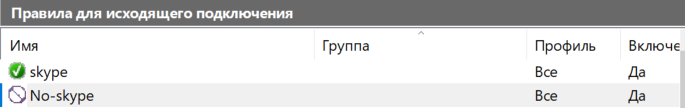 Правила для исходящего подключения
Имя Группа Профиль Включе
skype Все Да
No-skype Все Да